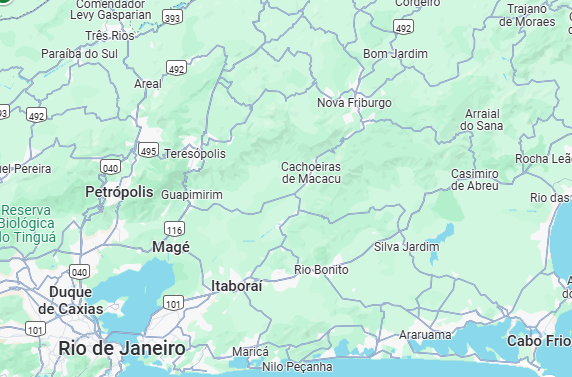 Comendador
Levy Gasparian
393
Cordeiro
Trajano
de Moraes
492
Três Rios
Paraíba do Sul
Bom Jardim
492
Areal
Nova Friburgo
492
Arraial
do Sana
495
Teresópolis
Rocha Leão
040
Cachoeiras
de Macacu
Casimiro
de Abreu
uel Pereira
Petrópolis
Guapimirim
Rio das
Reserva
Biológica
do Tinguá
116
Magé
Silva Jardim
040
Rio Bonito
Itaboraí
Duque
de Caxias
101
101
Araruama
Cabo Frio
Rio de Janeiro
Maricá
Nilo Peçanha